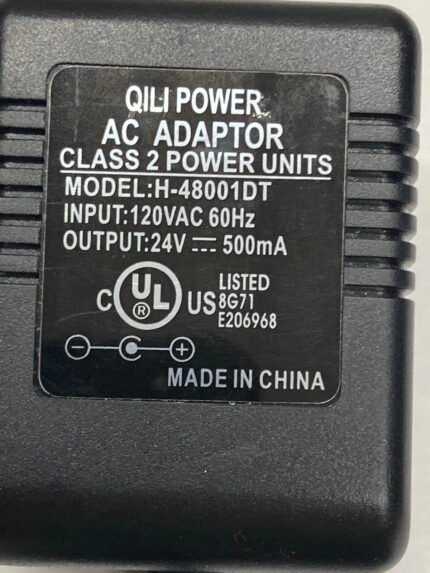 QILI POWER
AC ADAPTOR
CLASS 2 POWER UNITS
MODEL:H-48001DT
INPUT:120VAC 60Hz
OUTPUT:24V ⎓ 500mA
C UL ® US LISTED
8G71
E206968
MADE IN CHINA